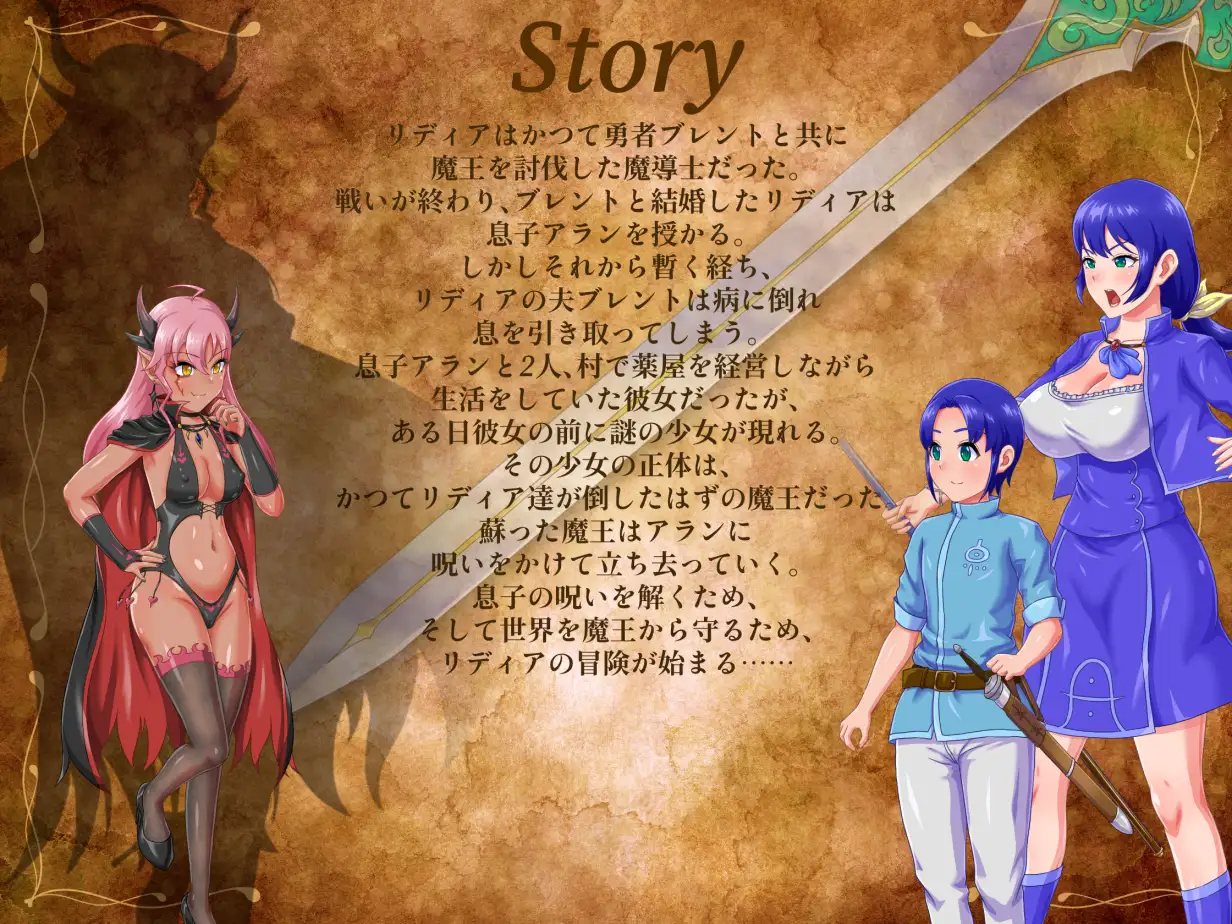 Story
リディアはかつて勇者ブレントと共に
魔王を討伐した魔導士だった。
戦いが終わり、ブレントと結婚したリディアは
息子アランを授かる。
しかしそれから暫く経ち、
リディアの夫ブレントは病に倒れ
息を引き取ってしまう。
息子アランと2人、村で薬屋を経営しながら
生活をしていた彼女だったが、
ある日彼女の前に謎の少女が現れる。
その少女の正体は、
かつてリディア達が倒したはずの魔王だった
蘇った魔王はアランに
呪いをかけて立ち去っていく。
息子の呪いを解くため、
そして世界を魔王から守るため、
リディアの冒険が始まる……